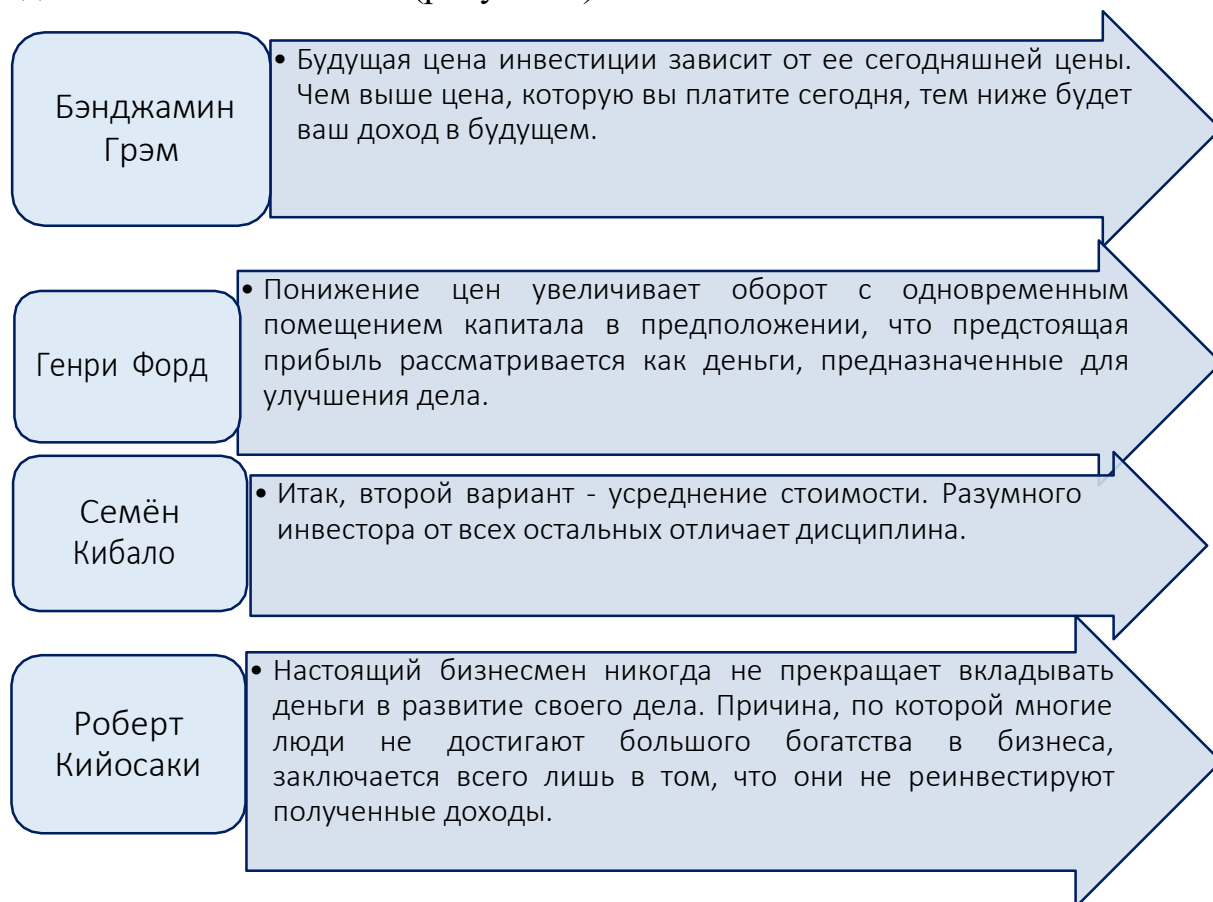 Бэнджамин
Грэм
• Будущая цена инвестиции зависит от ее сегодняшней цены.
Чем выше цена, которую вы платите сегодня, тем ниже будет
ваш доход в будущем.
Генри Форд
• Понижение цен увеличивает оборот с одновременным
помещением капитала в предположении, что предстоящая
прибыль рассматривается как деньги, предназначенные для
улучшения дела.
Семён
Кибало
• Итак, второй вариант - усреднение стоимости. Разумного
инвестора от всех остальных отличает дисциплина.
Роберт
Кийосаки
• Настоящий бизнесмен никогда не прекращает вкладывать
деньги в развитие своего дела. Причина, по которой многие
люди не достигают большого богатства в бизнеса,
заключается всего лишь в том, что они не реинвестируют
полученные доходы.